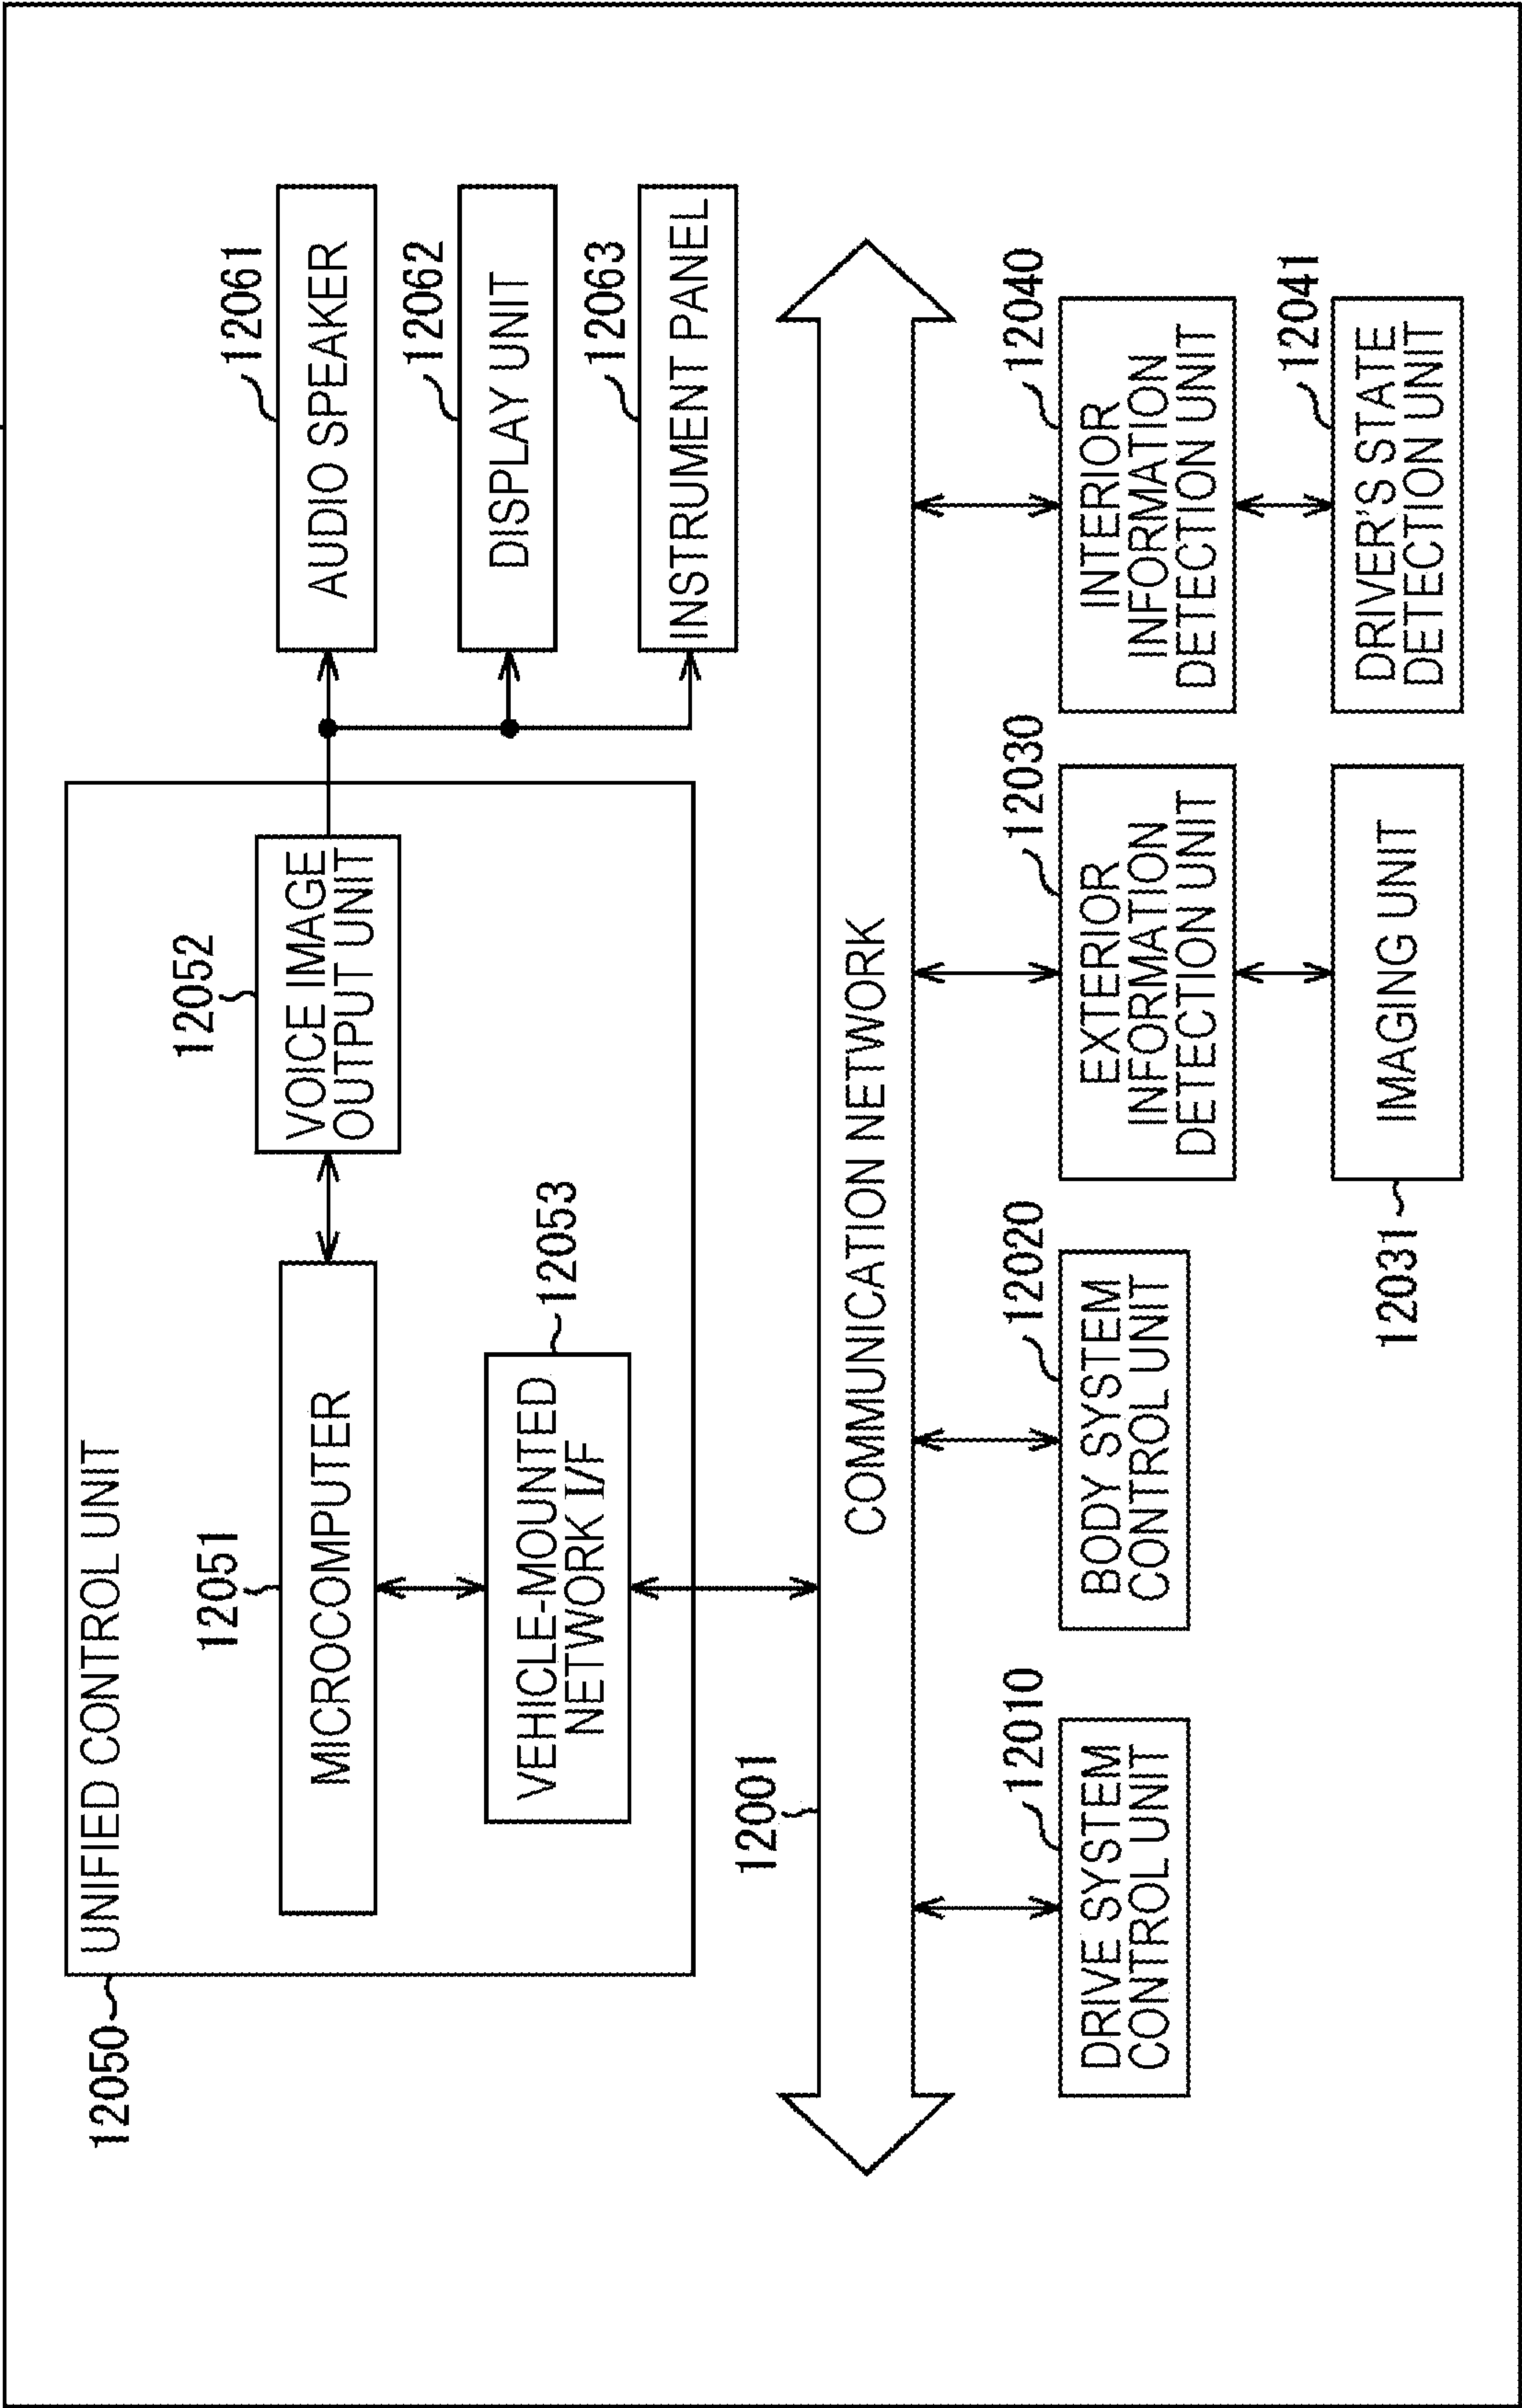 12050
UNIFIED CONTROL UNIT
12051
MICROCOMPUTER
12052
VOICE IMAGE
OUTPUT UNIT
12053
VEHICLE-MOUNTED
NETWORK I/F
12061
AUDIO SPEAKER
12062
DISPLAY UNIT
12063
INSTRUMENT PANEL
12001
COMMUNICATION NETWORK
12010
DRIVE SYSTEM
CONTROL UNIT
12020
BODY SYSTEM
CONTROL UNIT
12030
EXTERIOR
INFORMATION
DETECTION UNIT
12040
INTERIOR
INFORMATION
DETECTION UNIT
12031
IMAGING UNIT
12041
DRIVER'S STATE
DETECTION UNIT